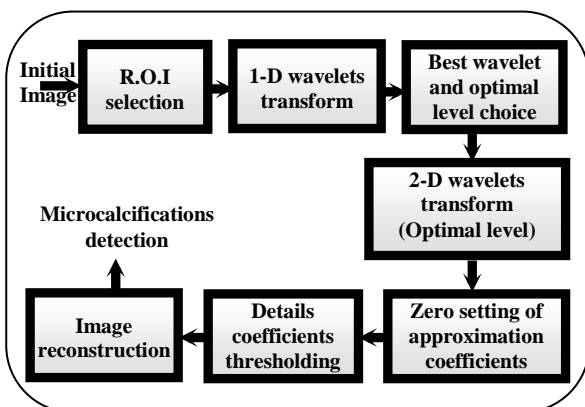 Initial
Image
R.O.I
selection
1-D wavelets
transform
Best wavelet
and optimal
level choice
2-D wavelets
transform
(Optimal level)
Zero setting of
approximation
coefficients
Details
coefficients
thresholding
Image
reconstruction
Microcalcifications
detection